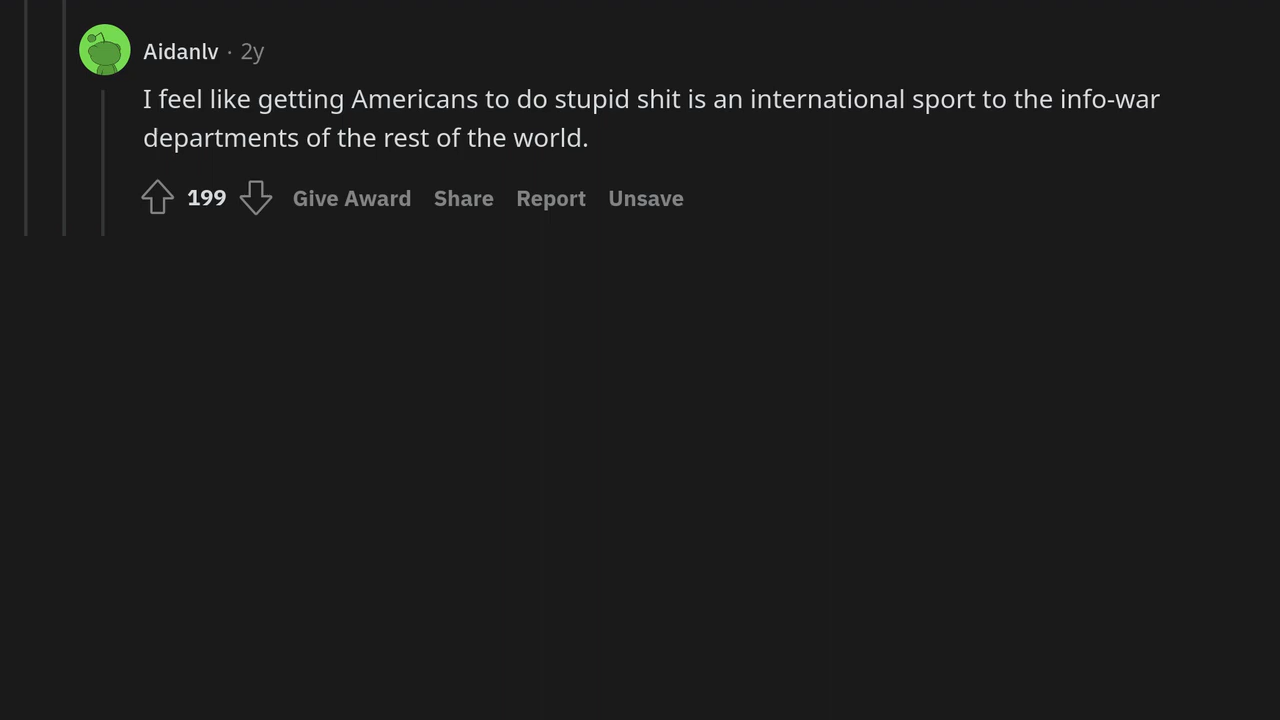 Aidanlv · 2y
I feel like getting Americans to do stupid shit is an international sport to the info-war
departments of the rest of the world.
199 Give Award Share Report Unsave